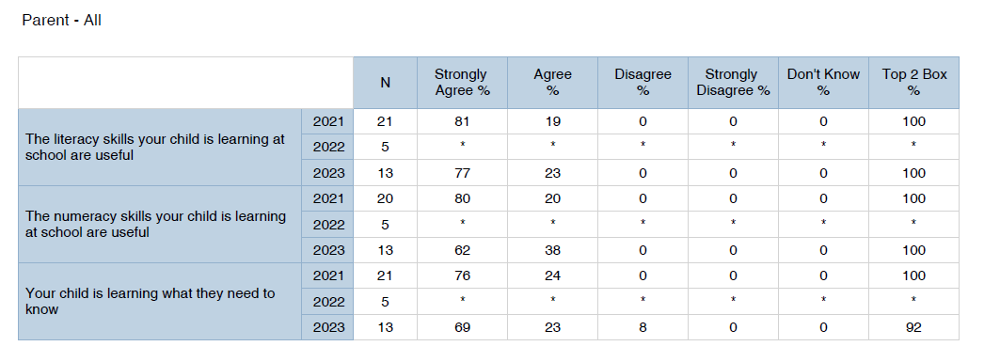 Parent - All
N Strongly Agree % Agree % Disagree % Strongly Disagree % Don't Know % Top 2 Box %
The literacy skills your child is learning at
school are useful
2021 21 81 19 0 0 0 100
2022 5 * * * * * *
2023 13 77 23 0 0 0 100
The numeracy skills your child is learning
at school are useful
2021 20 80 20 0 0 0 100
2022 5 * * * * * *
2023 13 62 38 0 0 0 100
Your child is learning what they need to
know
2021 21 76 24 0 0 0 100
2022 5 * * * * * *
2023 13 69 23 8 0 0 92